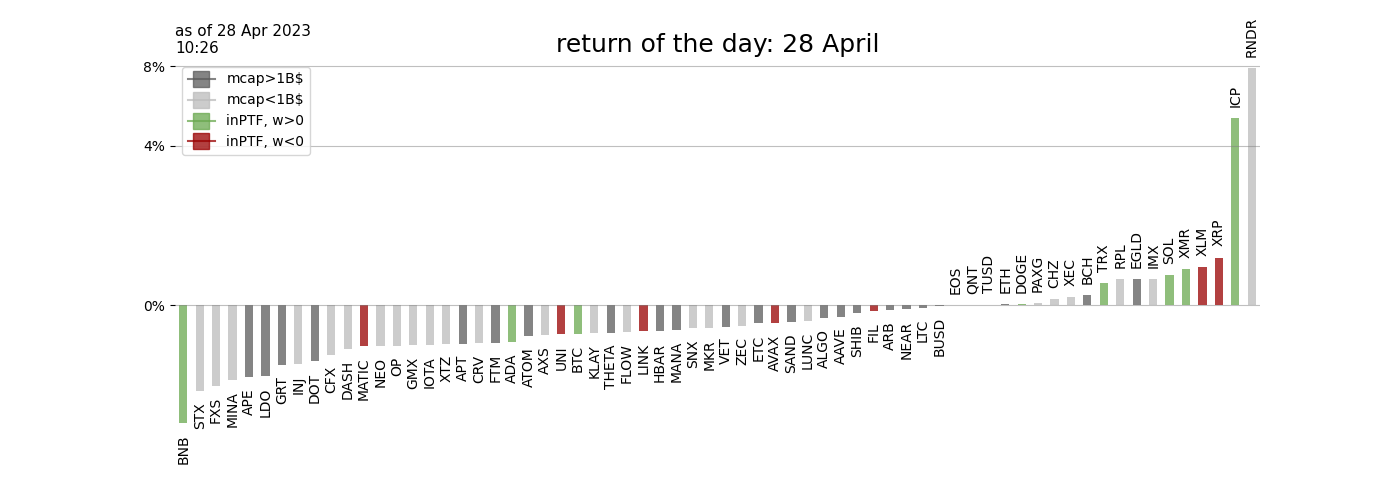 as of 28 Apr 2023
10:26
return of the day: 28 April
8%
4%
0%
mcap>1B$
mcap<1B$
inPTF, w>0
inPTF, w<0
BNB
STX
FXS
MINA
APE
LDO
GRT
INJ
DOT
CFX
DASH
MATIC
NEO
OP
GMX
IOTA
XTZ
APT
CRV
FTM
ADA
ATOM
AXS
UNI
BTC
KLAY
THETA
FLOW
LINK
HBAR
MANA
SNX
MKR
VET
ZEC
ETC
AVAX
SAND
LUNC
ALGO
AAVE
SHIB
FIL
ARB
NEAR
LTC
BUSD
EOS
QNT
TUSD
ETH
DOGE
PAXG
CHZ
XEC
BCH
TRX
RPL
EGLD
IMX
SOL
XMR
XLM
XRP
ICP
RNDR